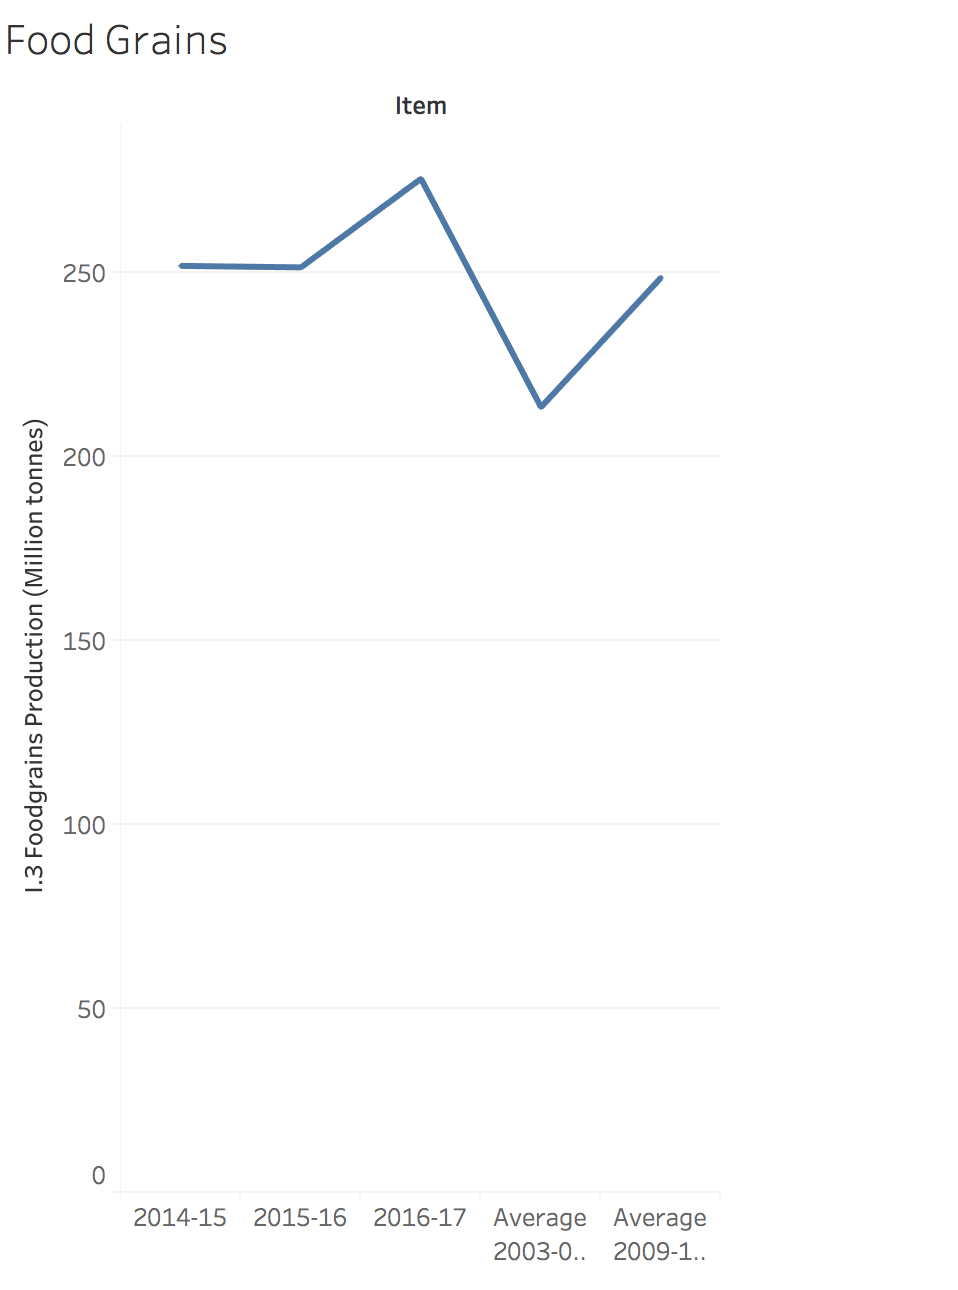 Food Grains
Item
I.3 Foodgrains Production (Million tonnes)
250
200
150
100
50
0
2014-15 2015-16 2016-17 Average 2003-0.. Average 2009-1..